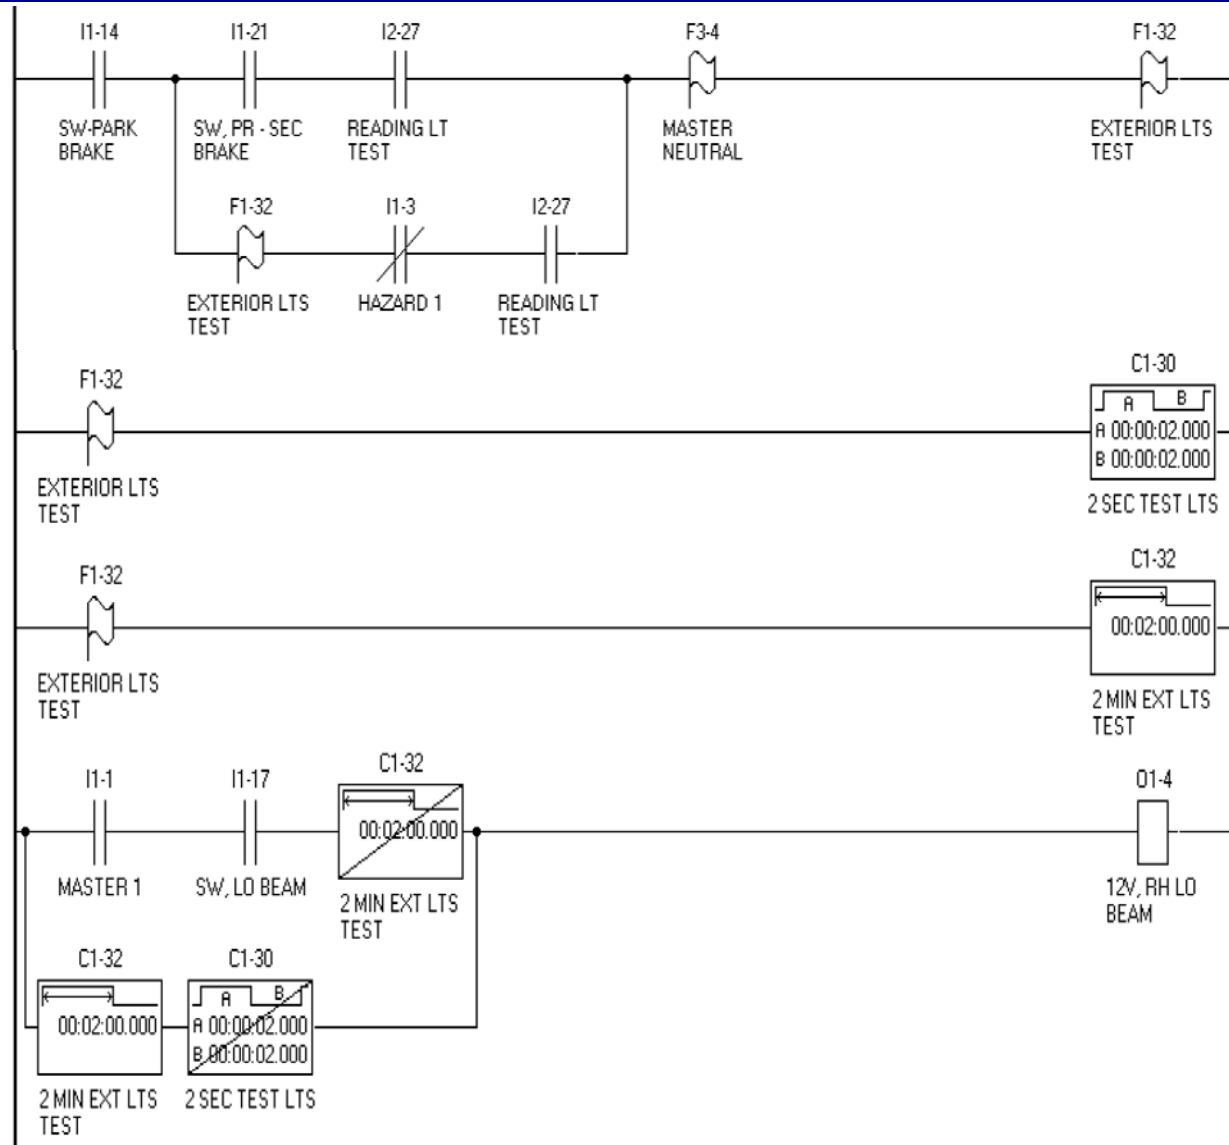 I1-14 I1-21 I2-27 F3-4 F1-32
SW-PARK SW, PR - SEC READING LT MASTER EXTERIOR LTS
BRAKE BRAKE TEST NEUTRAL TEST
F1-32 I1-3 I2-27
EXTERIOR LTS HAZARD 1 READING LT
TEST TEST
C1-30
F1-32
A B
A 00:00:02.000
B 00:00:02.000
EXTERIOR LTS 2 SEC TEST LTS
TEST
C1-32
F1-32
00:02:00.000
EXTERIOR LTS 2 MIN EXT LTS
TEST TEST
I1-1 I1-17 C1-32 O1-4
00:02:00.000
MASTER 1 SW, LO BEAM 2 MIN EXT LTS 12V, RH LO
TEST BEAM
C1-32 C1-30
A B
00:02:00.000 A 00:00:02.000
B 00:00:02.000
2 MIN EXT LTS 2 SEC TEST LTS
TEST